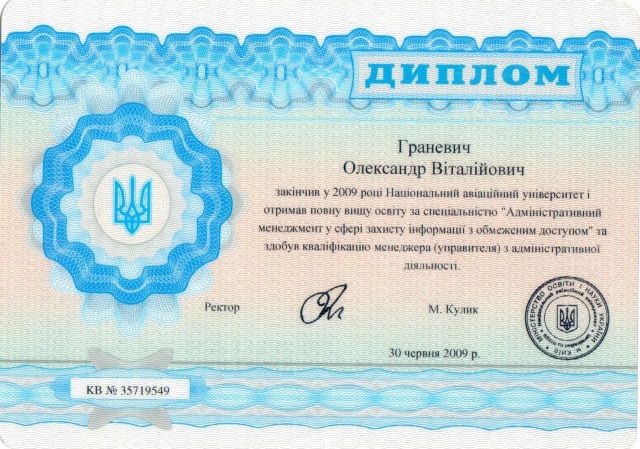 ДИПЛОМ
Граневич
Олександр Віталійович
закінчив у 2009 році Національний авіаційний університет і
отримав повну вищу освіту за спеціальністю "Адміністративний
менеджмент у сфері захисту інформації з обмеженим доступом" та
здобув кваліфікацію менеджера (управителя) з адміністративної
діяльності.
Ректор М. Кулик
МІНІСТЕРСТВО ОСВІТИ І НАУКИ УКРАЇНИ
М. КИЇВ
30 червня 2009 р.
КВ № 35719549